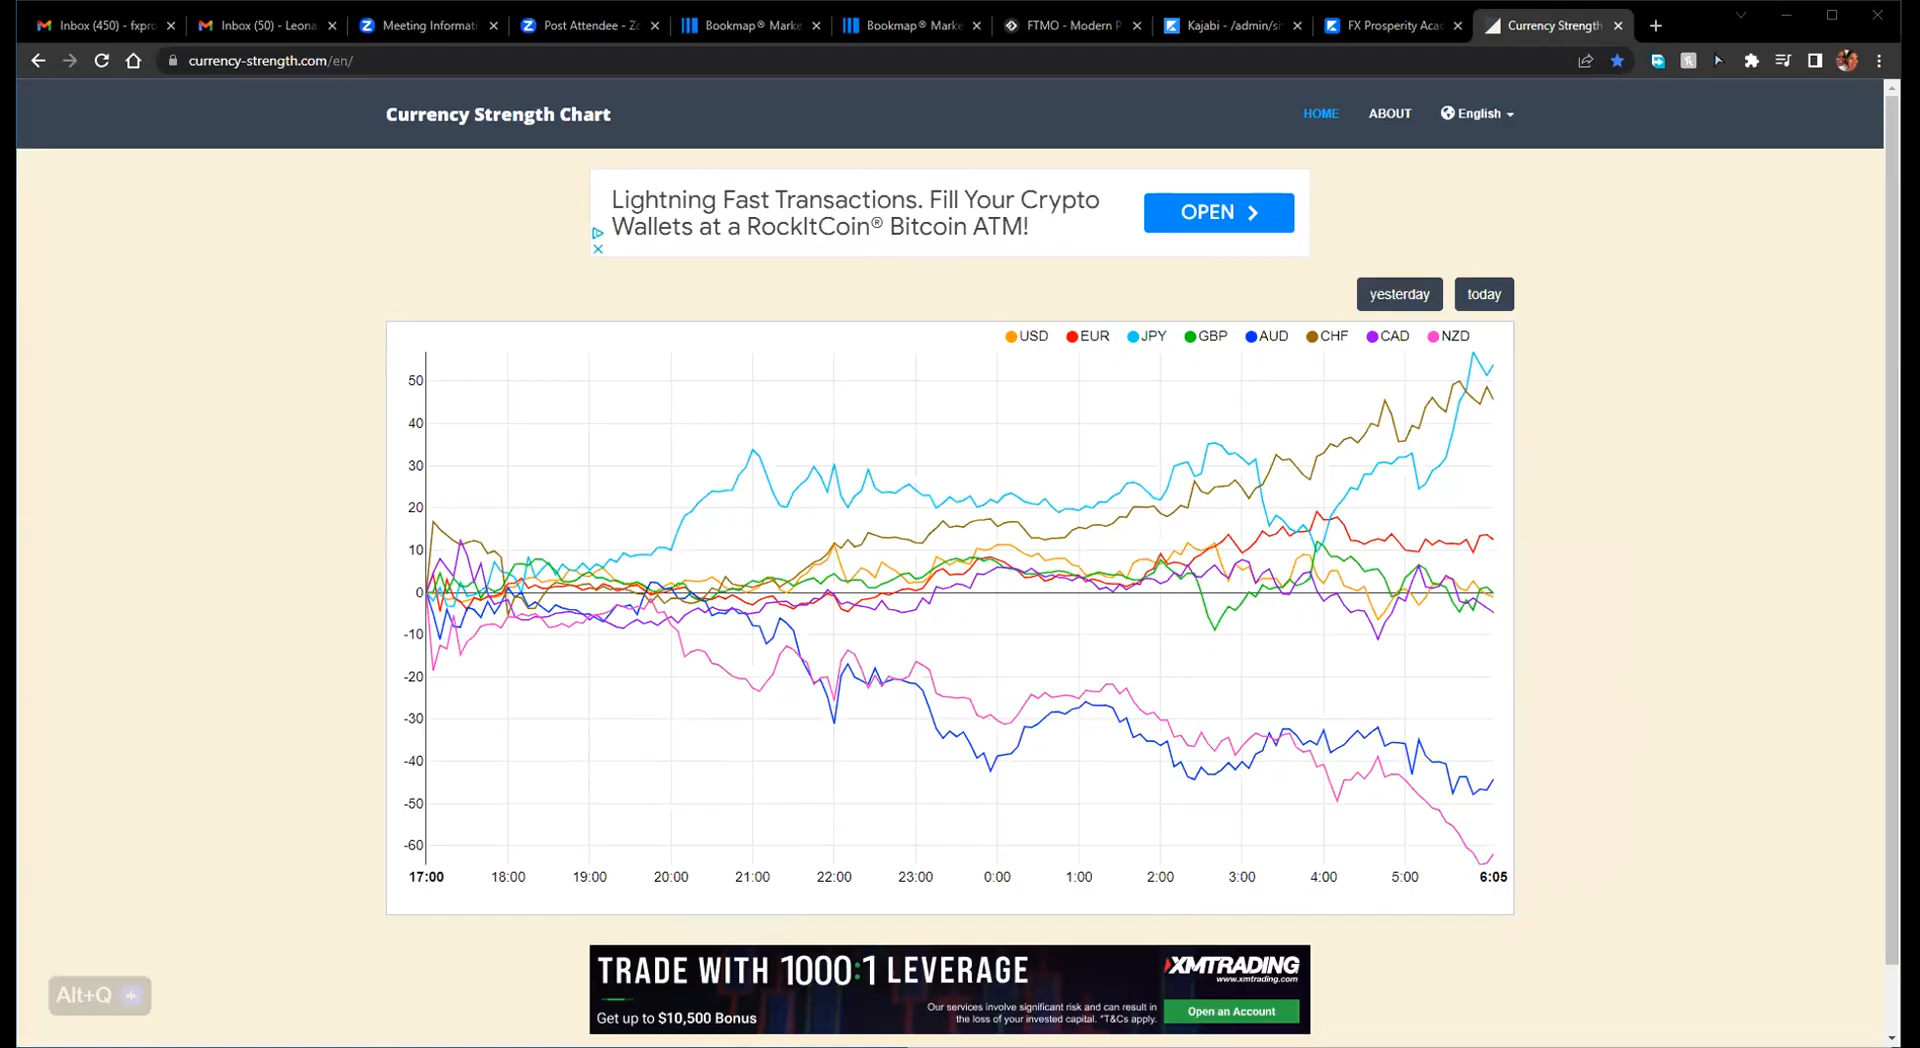 Inbox (450) - fxpro
Inbox (50) - Leona
Meeting Informati
Post Attendee - Zo
Bookmap® Marke
Bookmap® Marke
FTMO - Modern P
Kajabi - /admin/si
FX Prosperity Aca
Currency Strength
currency-strength.com/en/
Currency Strength Chart
HOME
ABOUT
English
Lightning Fast Transactions. Fill Your Crypto
Wallets at a RockItCoin® Bitcoin ATM!
OPEN
yesterday
today
USD EUR JPY GBP AUD CHF CAD NZD
50
40
30
20
10
0
-10
-20
-30
-40
-50
-60
17:00 18:00 19:00 20:00 21:00 22:00 23:00 0:00 1:00 2:00 3:00 4:00 5:00 6:05
TRADE WITH 1000:1 LEVERAGE
Get up to $10,500 Bonus
XMTRADING
www.xmtrading.com
Our services involve significant risk and can result in
the loss of your invested capital. *T&Cs apply.
Open an Account
Alt+Q